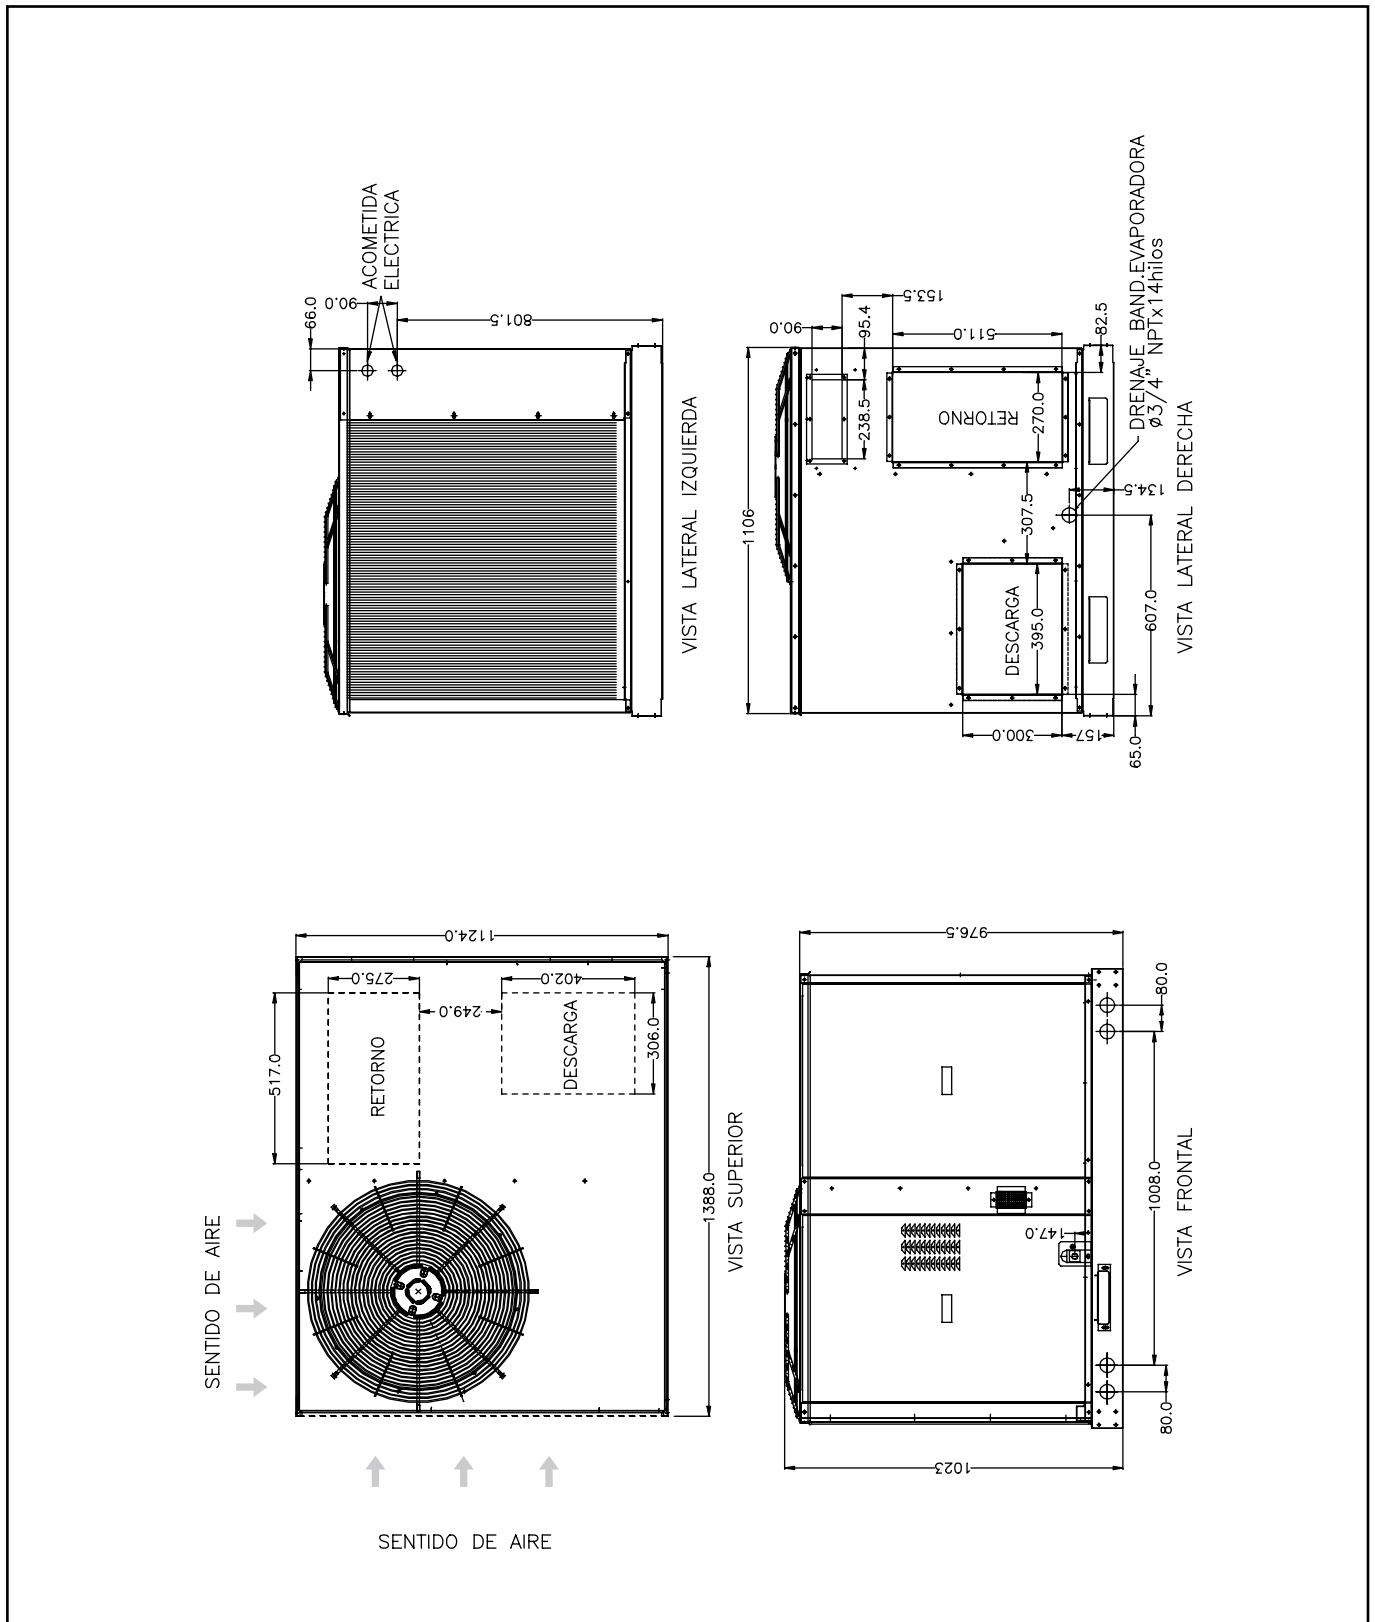 ACOMETIDA
ELECTRICA
66.0
90.0
801.5
VISTA LATERAL IZQUIERDA
DRENAJE BAND.EVAPORADORA
ø3/4" NPTx14hilos
153.5
90.0
95.4
511.0
82.5
238.5
RETORNO
270.0
134.5
1106
307.5
DESCARGA
395.0
607.0
300.0
157
65.0
VISTA LATERAL DERECHA
1124.0
275.0
402.0
249.0
517.0
RETORNO
DESCARGA
306.0
1388.0
VISTA SUPERIOR
SENTIDO DE AIRE
SENTIDO DE AIRE
976.5
80.0
1008.0
147.0
80.0
1023
VISTA FRONTAL